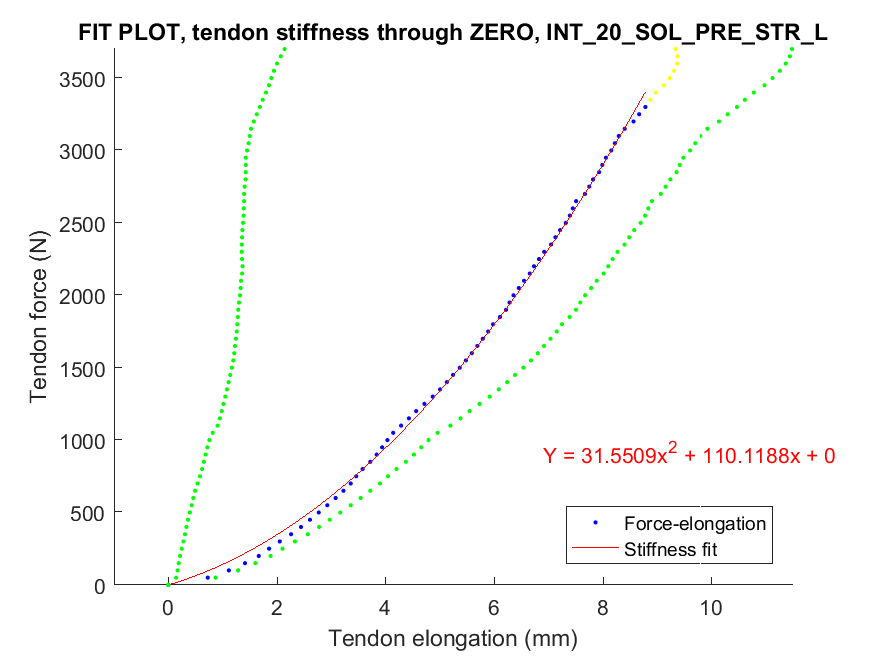 FIT PLOT, tendon stiffness through ZERO, INT_20_SOL_PRE_STR_L
3500
3000
2500
2000
1500
1000
500
0
Tendon force (N)
Y = 31.5509x² + 110.1188x + 0
Force-elongation
Stiffness fit
0 2 4 6 8 10
Tendon elongation (mm)